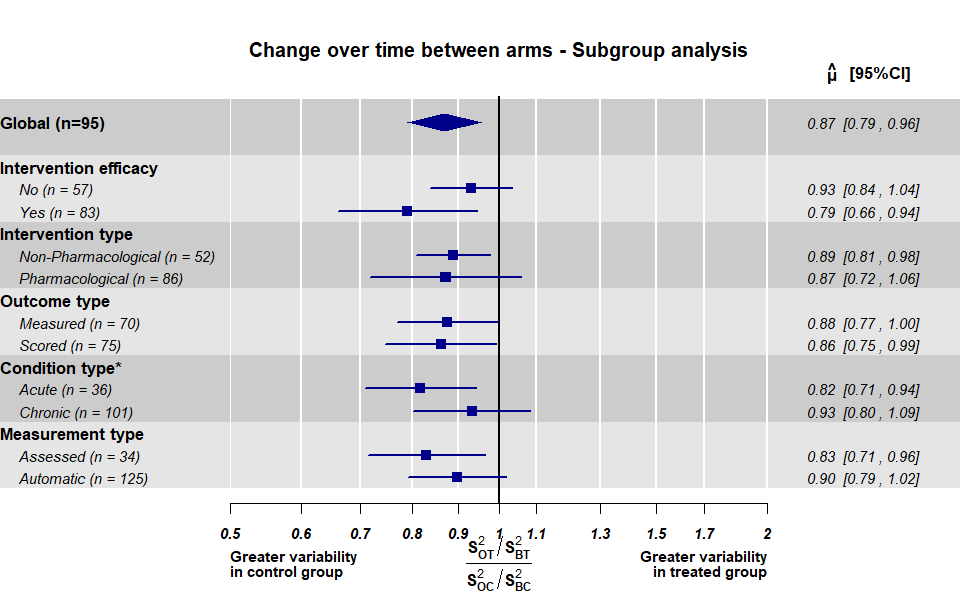 Change over time between arms - Subgroup analysis
μ̂ [95%CI]
Global (n=95) 0.87 [0.79 , 0.96]
Intervention efficacy
No (n = 57) 0.93 [0.84 , 1.04]
Yes (n = 83) 0.79 [0.66 , 0.94]
Intervention type
Non-Pharmacological (n = 52) 0.89 [0.81 , 0.98]
Pharmacological (n = 86) 0.87 [0.72 , 1.06]
Outcome type
Measured (n = 70) 0.88 [0.77 , 1.00]
Scored (n = 75) 0.86 [0.75 , 0.99]
Condition type*
Acute (n = 36) 0.82 [0.71 , 0.94]
Chronic (n = 101) 0.93 [0.80 , 1.09]
Measurement type
Assessed (n = 34) 0.83 [0.71 , 0.96]
Automatic (n = 125) 0.90 [0.79 , 1.02]
0.5 0.6 0.7 0.8 0.9 1 1.1 1.3 1.5 1.7 2
Greater variability
in control group
S²OT / S²BT
S²OC / S²BC
Greater variability
in treated group